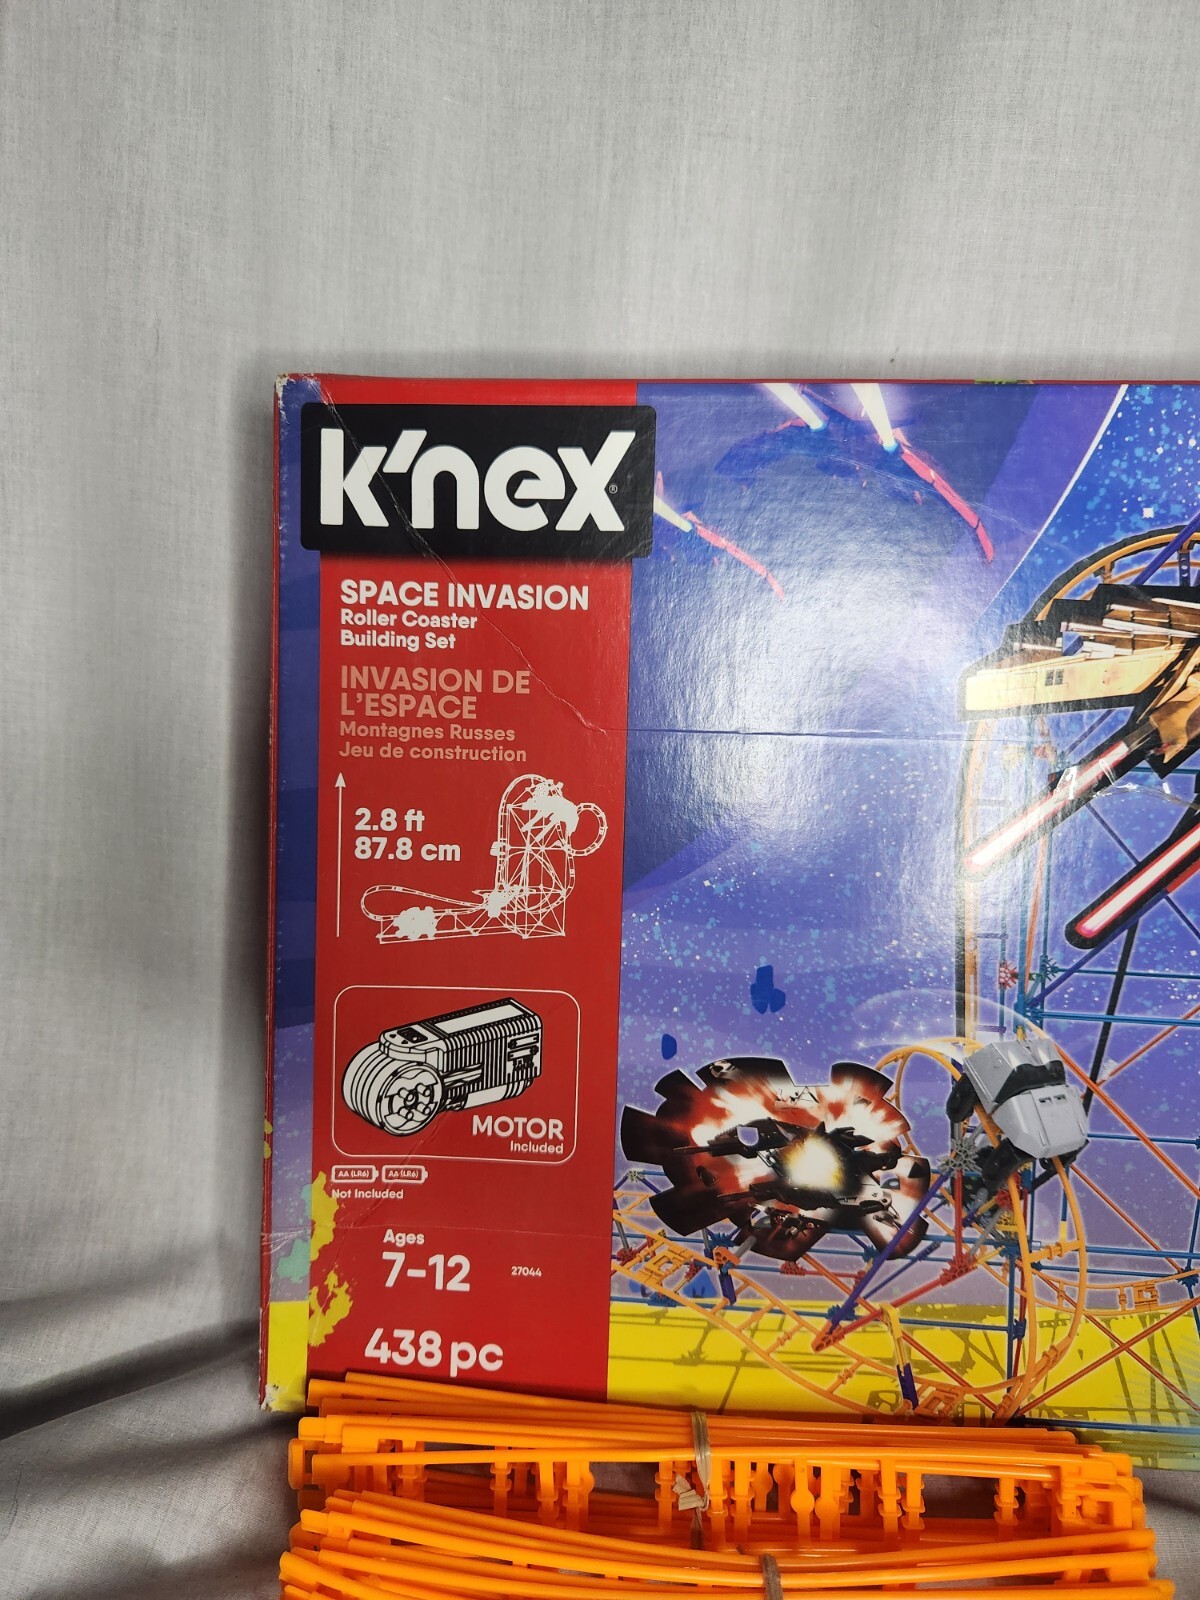 k'nex®
SPACE INVASION
Roller Coaster
Building Set
INVASION DE
L'ESPACE
Montagnes Russes
Jeu de construction
2.8 ft
87.8 cm
MOTOR
Included
AA (LR6) AA (LR6)
Not Included
Ages
7-12
27044
438 pc